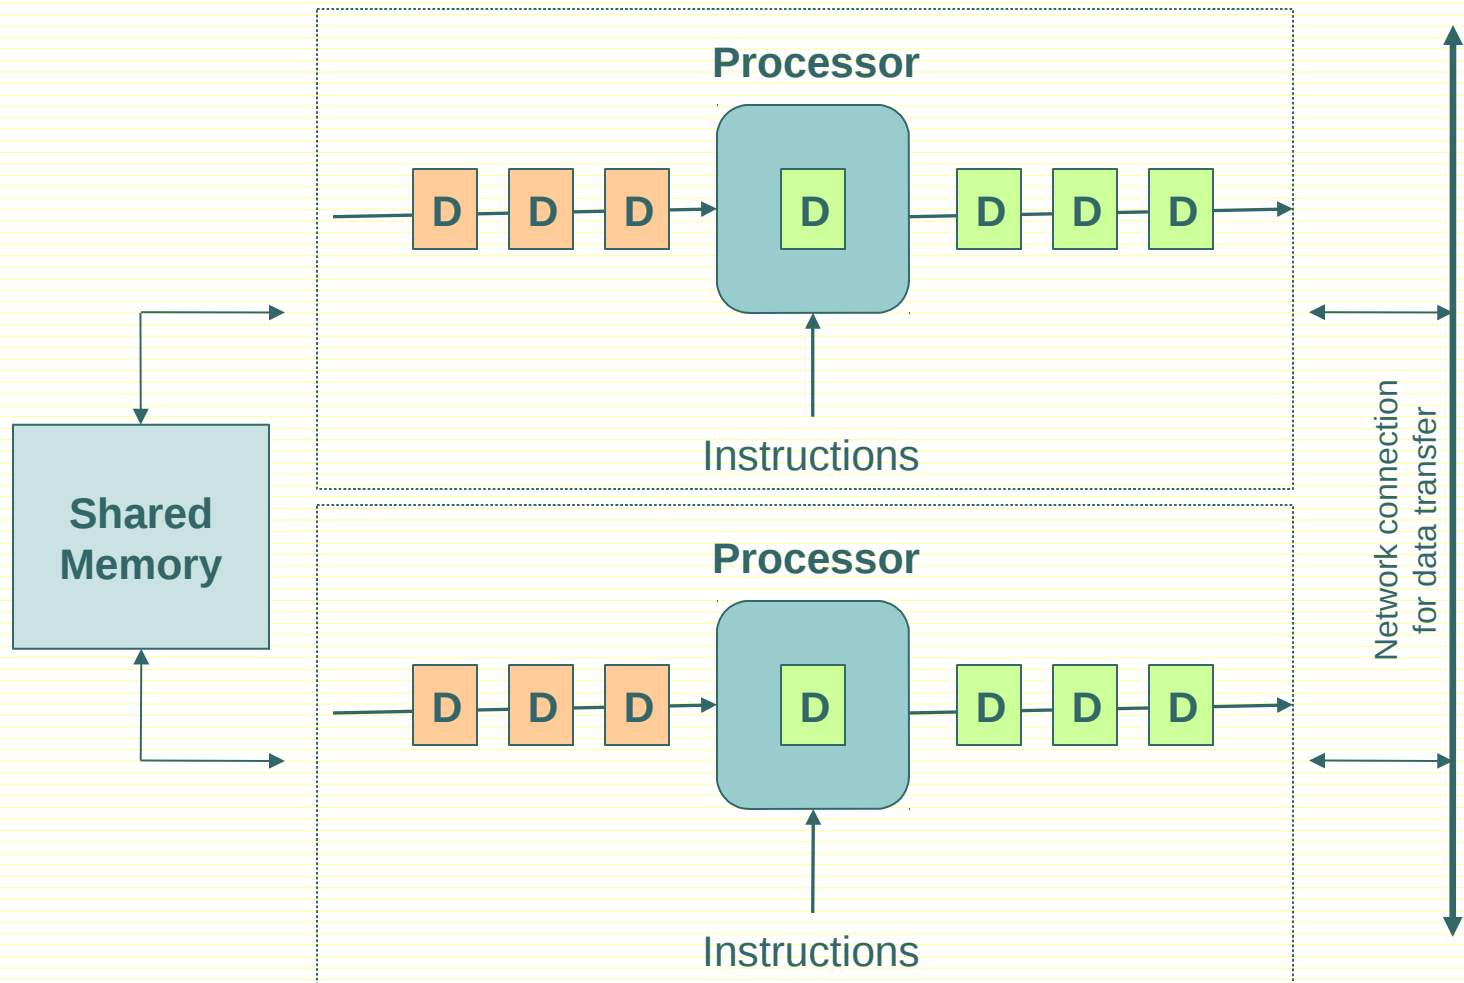 Processor
D D D D D D D
Instructions
Shared
Memory
Processor
D D D D D D D
Instructions
Network connection
for data transfer